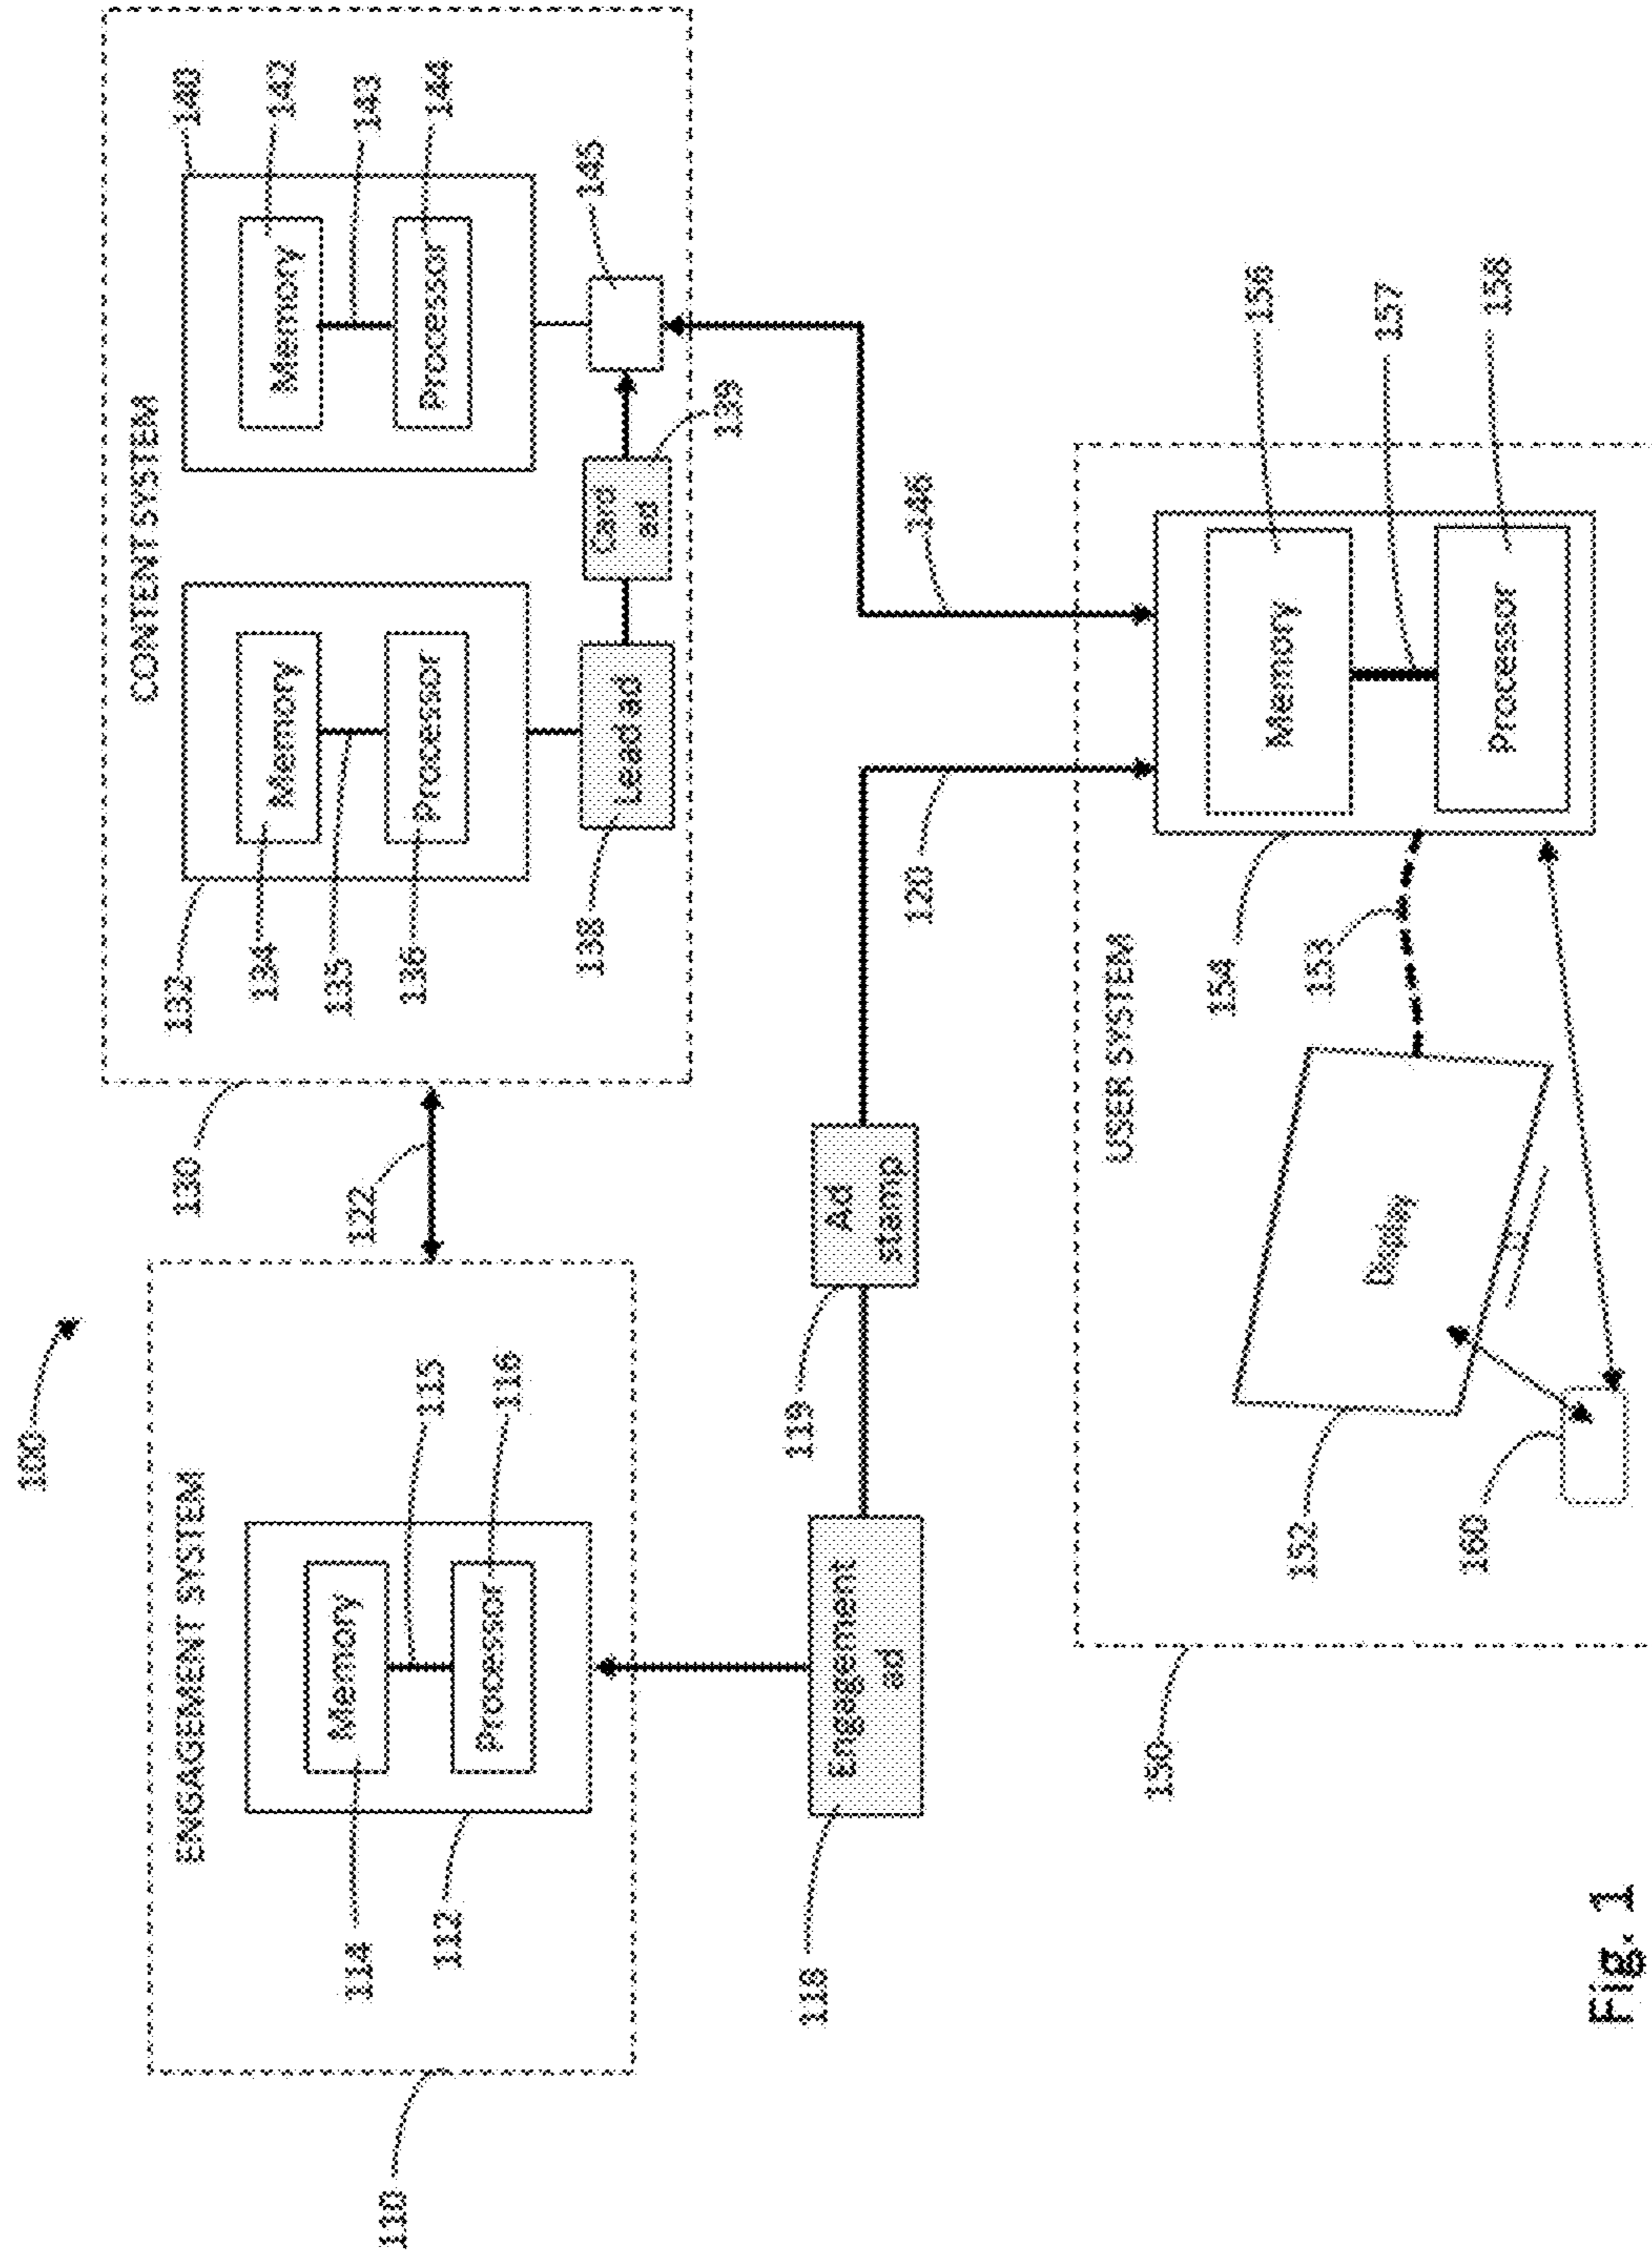 100
ENGAGEMENT SYSTEM
CONTENT SYSTEM
110
114
112
Memory
Processor
115
116
122
130
132
134
135
136
Memory
Processor
138
Lead ad
Card
ad
139
140
142
143
144
Memory
Processor
145
118
Engagement
ad
119
Ad
stamp
120
146
150
USER SYSTEM
152
Display
153
154
Memory
Processor
156
157
158
160
Fig. 1